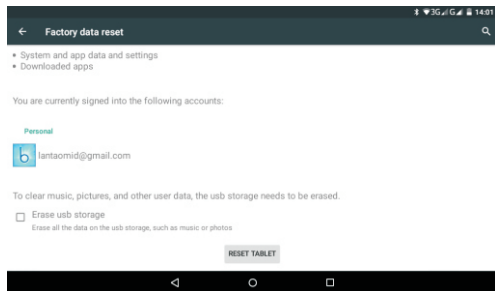 3G G 14:01
Factory data reset
• System and app data and settings
• Downloaded apps
You are currently signed into the following accounts:
Personal
b lantaomid@gmail.com
To clear music, pictures, and other user data, the usb storage needs to be erased.
Erase usb storage
Erase all the data on the usb storage, such as music or photos
RESET TABLET